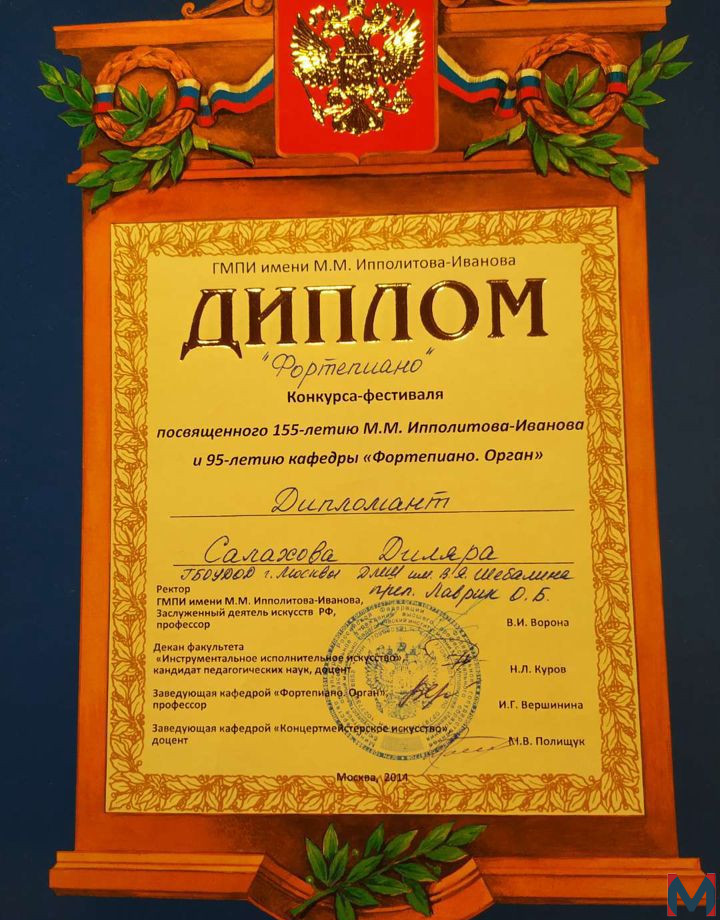 ГМПИ имени М.М. Ипполитова-Иванова
ДИПЛОМ
"Фортепиано"
Конкурса-фестиваля
посвященного 155-летию М.М. Ипполитова-Иванова
и 95-летию кафедры «Фортепиано. Орган»
Дипломант
Салахова Диляра
ГБОУДОД г. Москвы ДМШ им. В.Я. Шебалина
преп. Лаврик О.Б.
Ректор
ГМПИ имени М.М. Ипполитова-Иванова,
Заслуженный деятель искусств РФ,
профессор
В.И. Ворона
Декан факультета
«Инструментальное исполнительное искусство»,
кандидат педагогических наук, доцент
Н.Л. Куров
Заведующая кафедрой «Фортепиано. Орган»,
профессор
И.Г. Вершинина
Заведующая кафедрой «Концертмейстерское искусство»,
доцент
М.В. Полищук
Москва, 2014
М